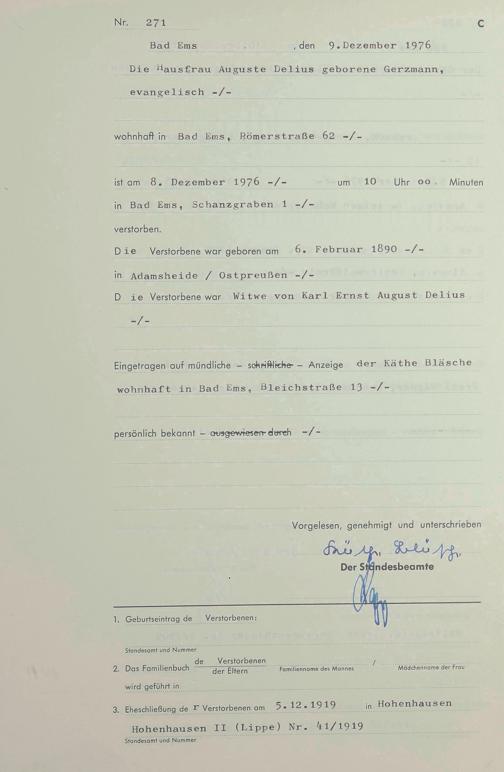 Nr. 271 C
Bad Ems , den 9. Dezember 1976
Die Hausfrau Auguste Delius geborene Gerzmann,
evangelisch -/-
wohnhaft in Bad Ems, Römerstraße 62 -/-
ist am 8. Dezember 1976 -/- um 10 Uhr oo Minuten
in Bad Ems, Schanzgraben 1 -/-
verstorben.
D ie Verstorbene war geboren am 6. Februar 1890 -/-
in Adamsheide / Ostpreußen -/-
D ie Verstorbene war Witwe von Karl Ernst August Delius
-/-
Eingetragen auf mündliche – schriftliche – Anzeige der Käthe Bläsche
wohnhaft in Bad Ems, Bleichstraße 13 -/-
persönlich bekannt – ausgewiesen durch -/-
Vorgelesen, genehmigt und unterschrieben
Der Standesbeamte
1. Geburtseintrag de Verstorbenen:
Standesamt und Nummer
2. Das Familienbuch de Verstorbenen der Eltern Familienname des Mannes / Mädchenname der Frau
wird geführt in
3. Eheschließung de r Verstorbenen am 5.12.1919 in Hohenhausen
Hohenhausen II (Lippe) Nr. 41/1919
Standesamt und Nummer